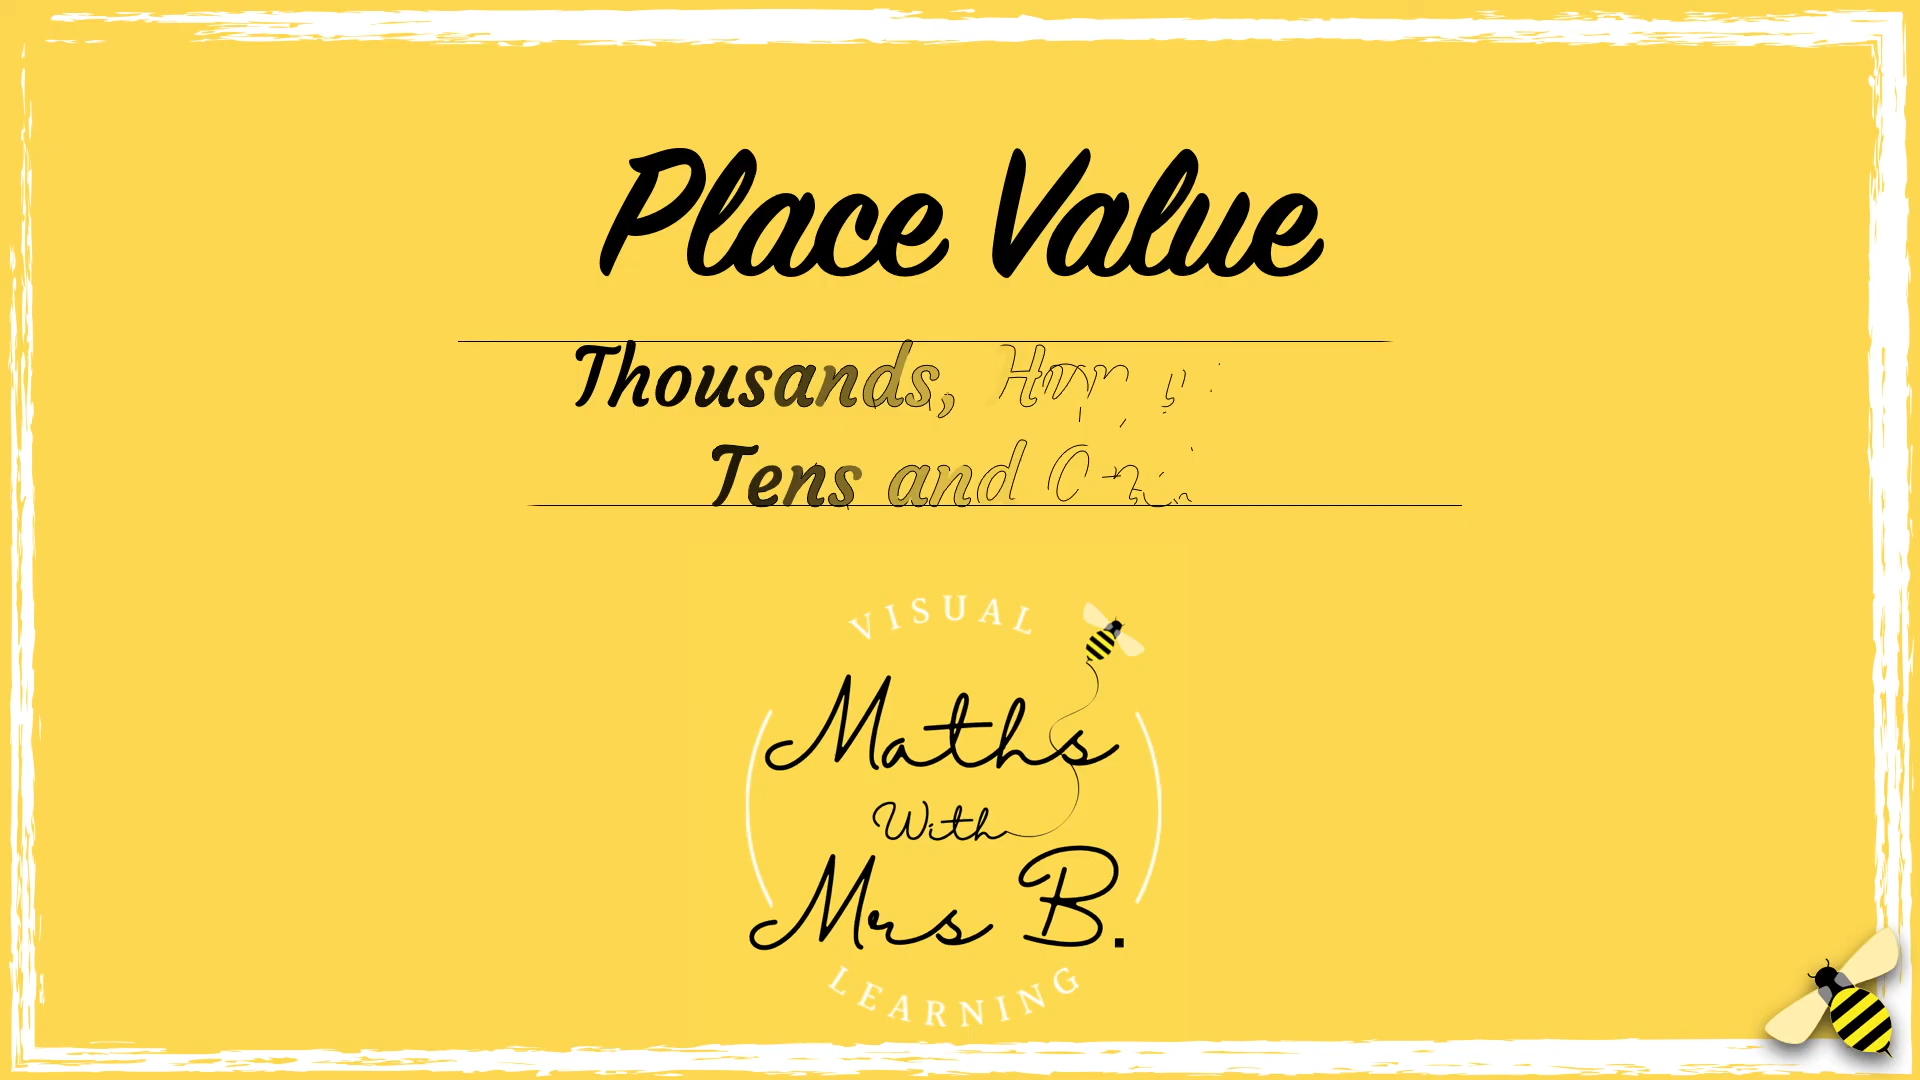 Place Value
Thousands,
Tens and
VISUAL
Maths
With
Mrs B.
LEARNING